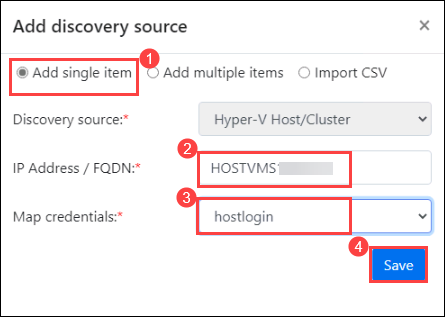 Add discovery source ×
1
Add single item Add multiple items Import CSV
Discovery source:* Hyper-V Host/Cluster
2
IP Address / FQDN:* HOSTVMS
3
Map credentials:* hostlogin
4
Save